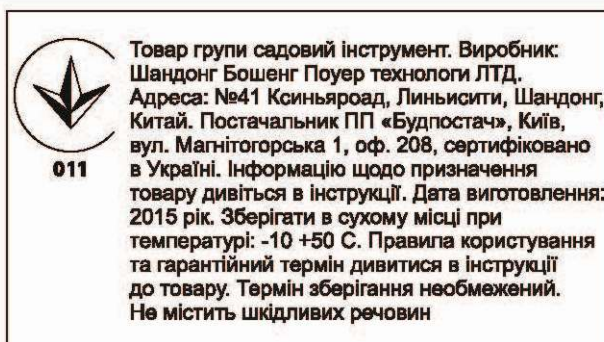 Товар групи садовий інструмент. Виробник:
Шандонг Бошенг Поуер технологи ЛТД.
Адреса: №41 Ксиньяроад, Линьисити, Шандонг,
Китай. Постачальник ПП «Будпостач», Київ,
вул. Магнітогорська 1, оф. 208, сертифіковано
в Україні. Інформацію щодо призначення
товару дивіться в інструкції. Дата виготовлення:
2015 рік. Зберігати в сухому місці при
температурі: -10 +50 С. Правила користування
та гарантійний термін дивитися в інструкції
до товару. Термін зберігання необмежений.
Не містить шкідливих речовин
011